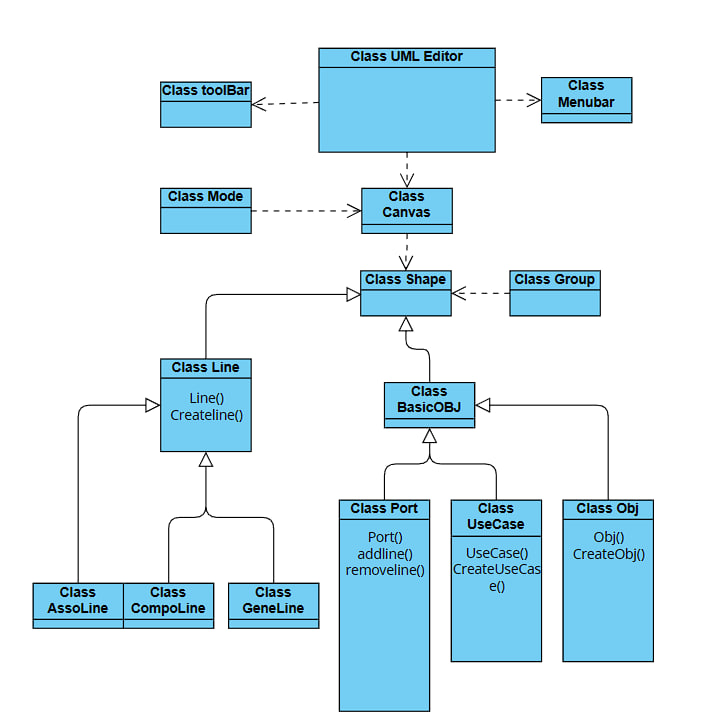 Class UML Editor
Class toolBar
Class
Menubar
Class Mode
Class
Canvas
Class Shape
Class Group
Class Line
Line()
Createline()
Class
BasicOBJ
Class Port
Port()
addline()
removeline()
Class
UseCase
UseCase()
CreateUseCas
e()
Class Obj
Obj()
CreateObj()
Class
AssoLine
Class
CompoLine
Class
GeneLine